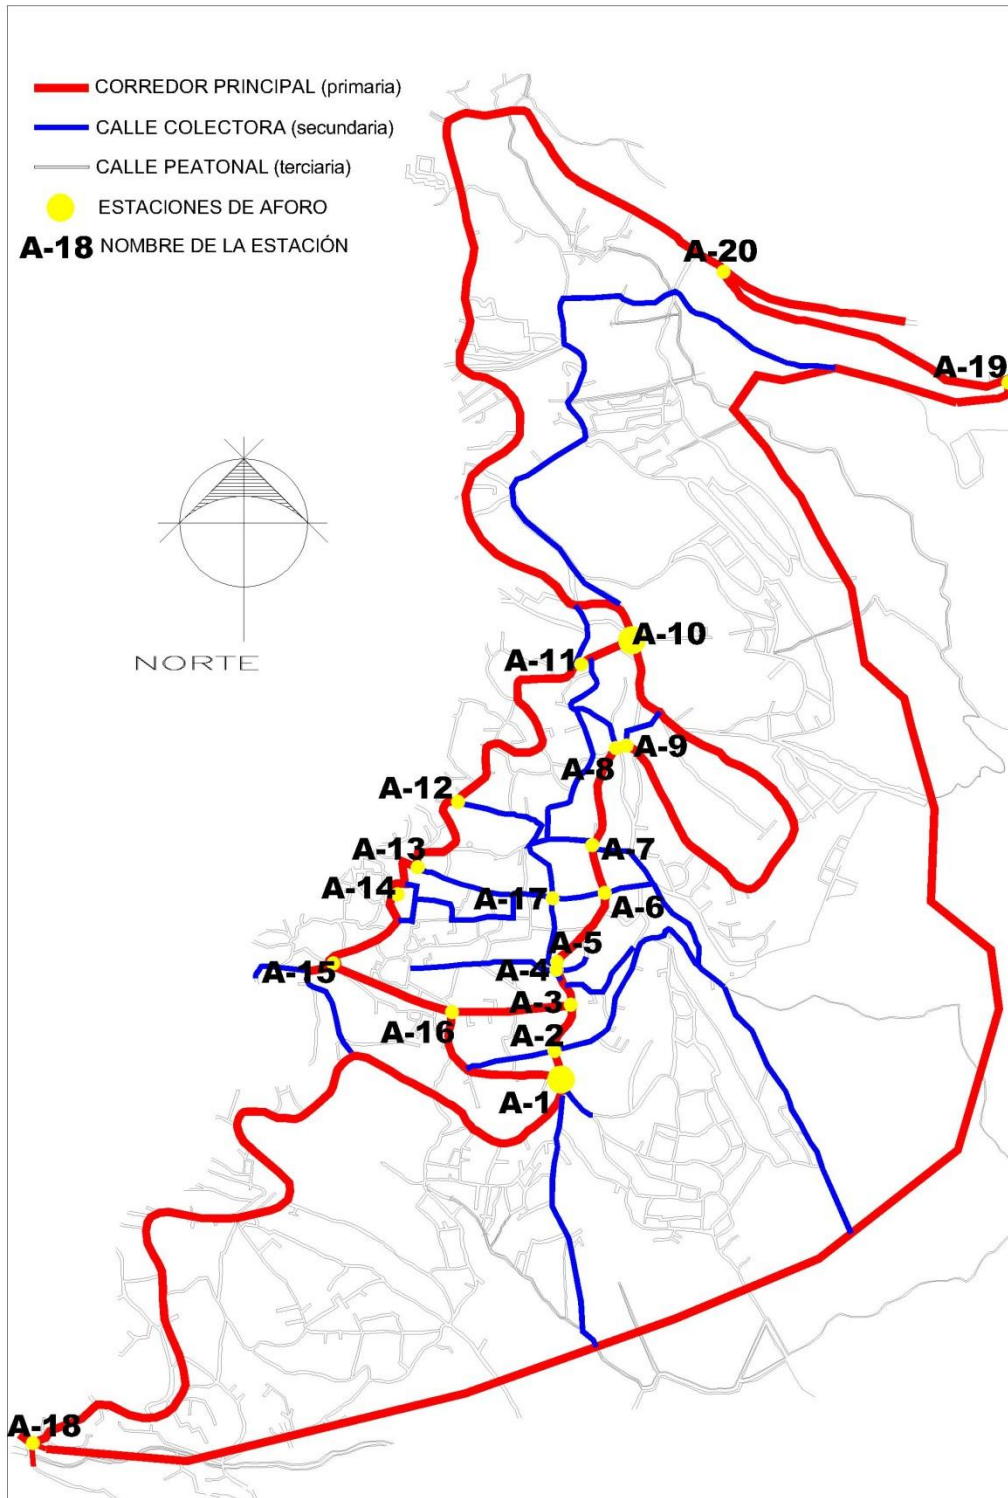 CORREDOR PRINCIPAL (primaria)
CALLE COLECTORA (secundaria)
CALLE PEATONAL (terciaria)
ESTACIONES DE AFORO
A-18 NOMBRE DE LA ESTACIÓN
A-20
A-19
NORTE
A-10
A-11
A-9
A-8
A-12
A-7
A-13
A-14
A-17
A-6
A-5
A-4
A-15
A-3
A-16
A-2
A-1
A-18